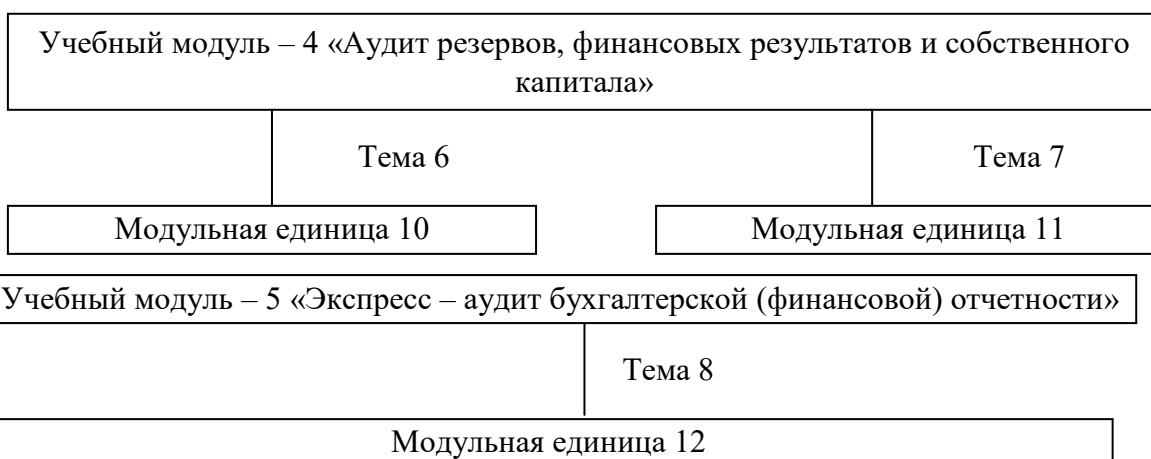 Учебный модуль – 4 «Аудит резервов, финансовых результатов и собственного
капитала»
Тема 6
Тема 7
Модульная единица 10
Модульная единица 11
Учебный модуль – 5 «Экспресс – аудит бухгалтерской (финансовой) отчетности»
Тема 8
Модульная единица 12